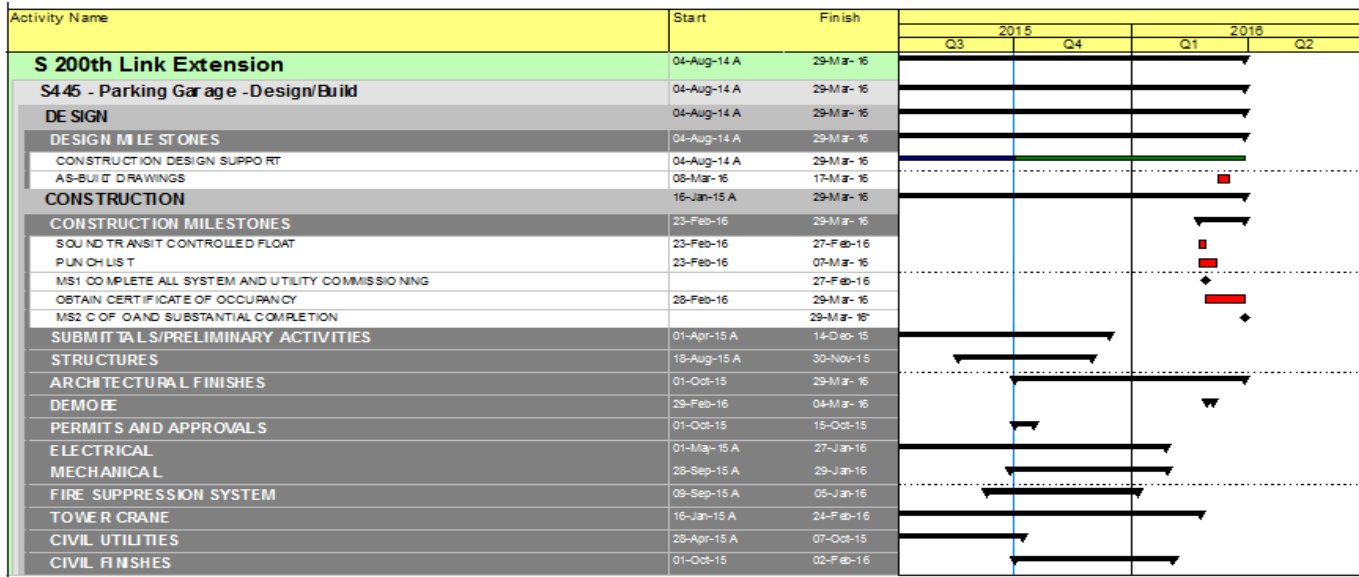 Activity Name Start Finish
2015 2016
Q3 Q4 Q1 Q2
S 200th Link Extension 04-Aug-14 A 29-Mar-16
S445 - Parking Garage - Design/Build 04-Aug-14 A 29-Mar-16
DESIGN 04-Aug-14 A 29-Mar-16
DESIGN MILESTONES 04-Aug-14 A 29-Mar-16
CONSTRUCTION DESIGN SUPPORT 04-Aug-14 A 29-Mar-16
AS-BUILT DRAWINGS 08-Mar-16 17-Mar-16
CONSTRUCTION 16-Jan-15 A 29-Mar-16
CONSTRUCTION MILESTONES 23-Feb-16 29-Mar-16
SOUND TRANSIT CONTROLLED FLOAT 23-Feb-16 27-Feb-16
PUNCHLIST 23-Feb-16 07-Mar-16
MS1 COMPLETE ALL SYSTEM AND UTILITY COMMISSIONING 27-Feb-16
OBTAIN CERTIFICATE OF OCCUPANCY 28-Feb-16 29-Mar-16
MS2 C OF O AND SUBSTANTIAL COMPLETION 29-Mar-16*
SUBMITTALS/PRELIMINARY ACTIVITIES 01-Apr-15 A 14-Dec-15
STRUCTURES 18-Aug-15 A 30-Nov-15
ARCHITECTURAL FINISHES 01-Oct-15 29-Mar-16
DEMOBE 29-Feb-16 04-Mar-16
PERMITS AND APPROVALS 01-Oct-15 15-Oct-15
ELECTRICAL 01-May-15 A 27-Jan-16
MECHANICAL 28-Sep-15 A 29-Jan-16
FIRE SUPPRESSION SYSTEM 09-Sep-15 A 05-Jan-16
TOWER CRANE 16-Jan-15 A 24-Feb-16
CIVIL UTILITIES 28-Apr-15 A 07-Oct-15
CIVIL FINISHES 01-Oct-15 02-Feb-16